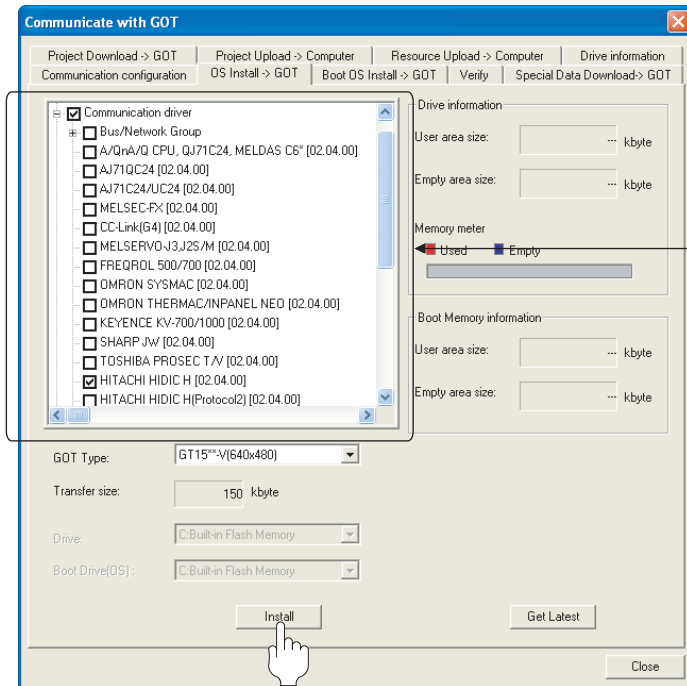 Communicate with GOT
Project Download -> GOT Project Upload -> Computer Resource Upload -> Computer Drive information
Communication configuration OS Install -> GOT Boot OS Install -> GOT Verify Special Data Download-> GOT
Communication driver
Bus/Network Group
A/QnA/Q CPU, QJ71C24, MELDAS C6* [02.04.00]
AJ71QC24 [02.04.00]
AJ71C24/UC24 [02.04.00]
MELSEC-FX [02.04.00]
CC-Link(G4) [02.04.00]
MELSERVO-J3,J2S/M [02.04.00]
FREQROL 500/700 [02.04.00]
OMRON SYSMAC [02.04.00]
OMRON THERMAC/INPANEL NEO [02.04.00]
KEYENCE KV-700/1000 [02.04.00]
SHARP JW [02.04.00]
TOSHIBA PROSEC T/V [02.04.00]
HITACHI HIDIC H [02.04.00]
HITACHI HIDIC H(Protocol2) [02.04.00]
Drive information
User area size: --- kbyte
Empty area size: --- kbyte
Memory meter
Used Empty
Boot Memory information
User area size: --- kbyte
Empty area size: --- kbyte
GOT Type: GT15**-V(640x480)
Transfer size: 150 kbyte
Drive: C:Built-in Flash Memory
Boot Drive(OS) : C:Built-in Flash Memory
Install Get Latest
Close